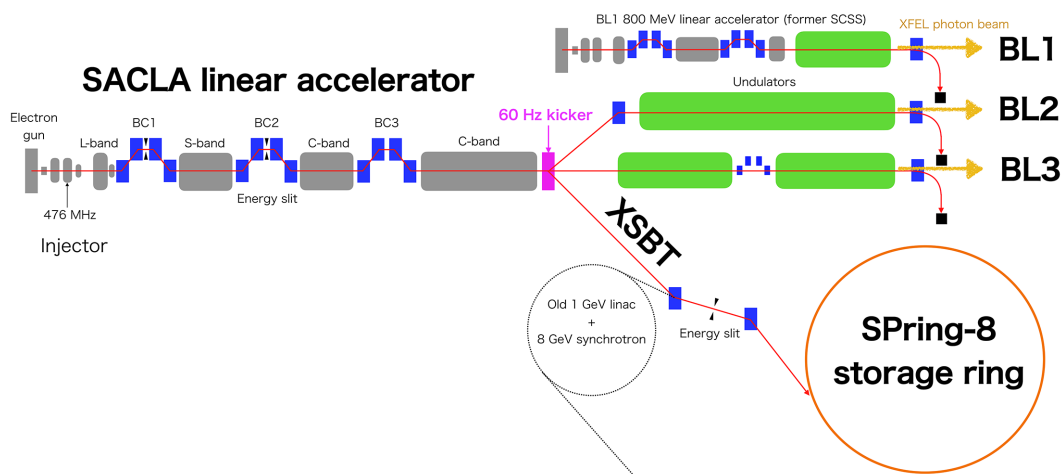 BL1 800 MeV linear accelerator (former SCSS)
XFEL photon beam
BL1
SACLA linear accelerator
Undulators
Electron
gun
60 Hz kicker
BL2
BC1
BC2
BC3
L-band
S-band
C-band
C-band
BL3
Energy slit
476 MHz
Injector
XSBT
Old 1 GeV linac
+
8 GeV synchrotron
Energy slit
SPring-8
storage ring